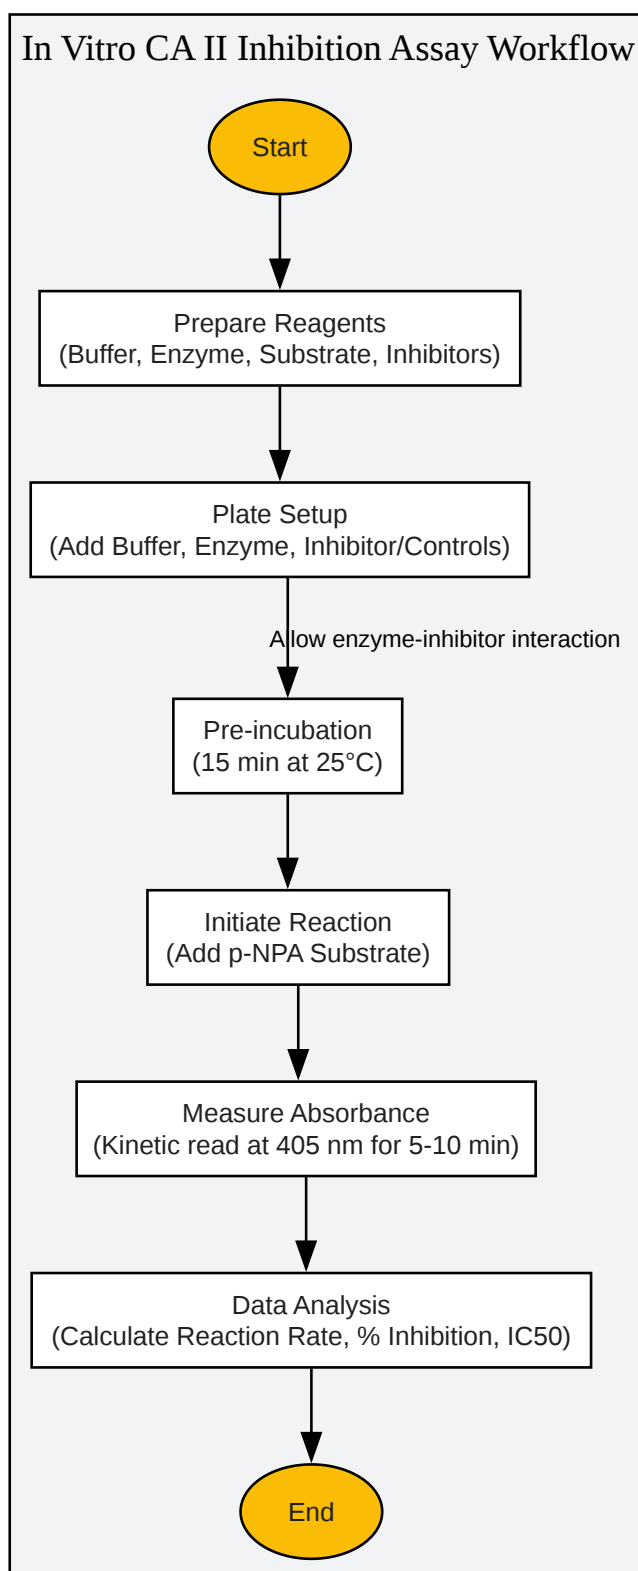 In Vitro CA II Inhibition Assay Workflow
Start
Prepare Reagents
(Buffer, Enzyme, Substrate, Inhibitors)
Plate Setup
(Add Buffer, Enzyme, Inhibitor/Controls)
Allow enzyme-inhibitor interaction
Pre-incubation
(15 min at 25°C)
Initiate Reaction
(Add p-NPA Substrate)
Measure Absorbance
(Kinetic read at 405 nm for 5-10 min)
Data Analysis
(Calculate Reaction Rate, % Inhibition, IC50)
End